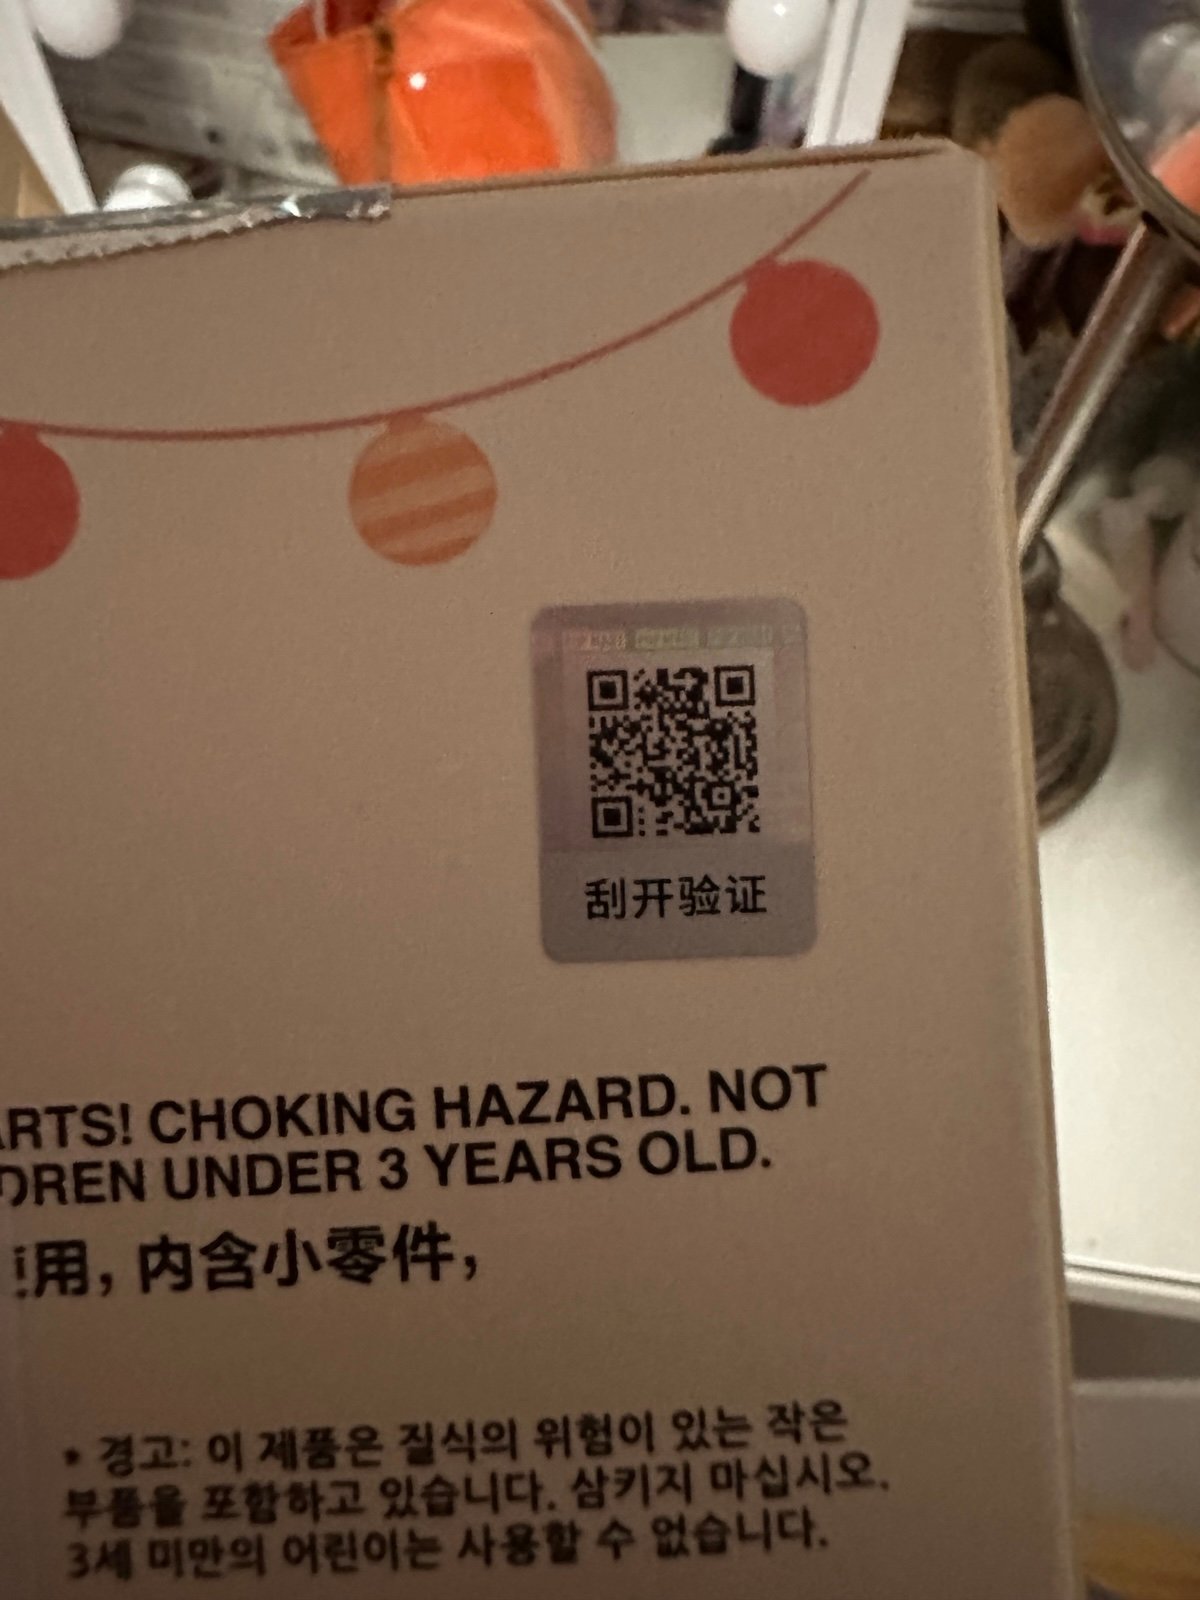 刮开验证
ARTS! CHOKING HAZARD. NOT
DREN UNDER 3 YEARS OLD.
用, 内含小零件,
* 경고: 이 제품은 질식의 위험이 있는 작은
부품을 포함하고 있습니다. 삼키지 마십시오.
3세 미만의 어린이는 사용할 수 없습니다.